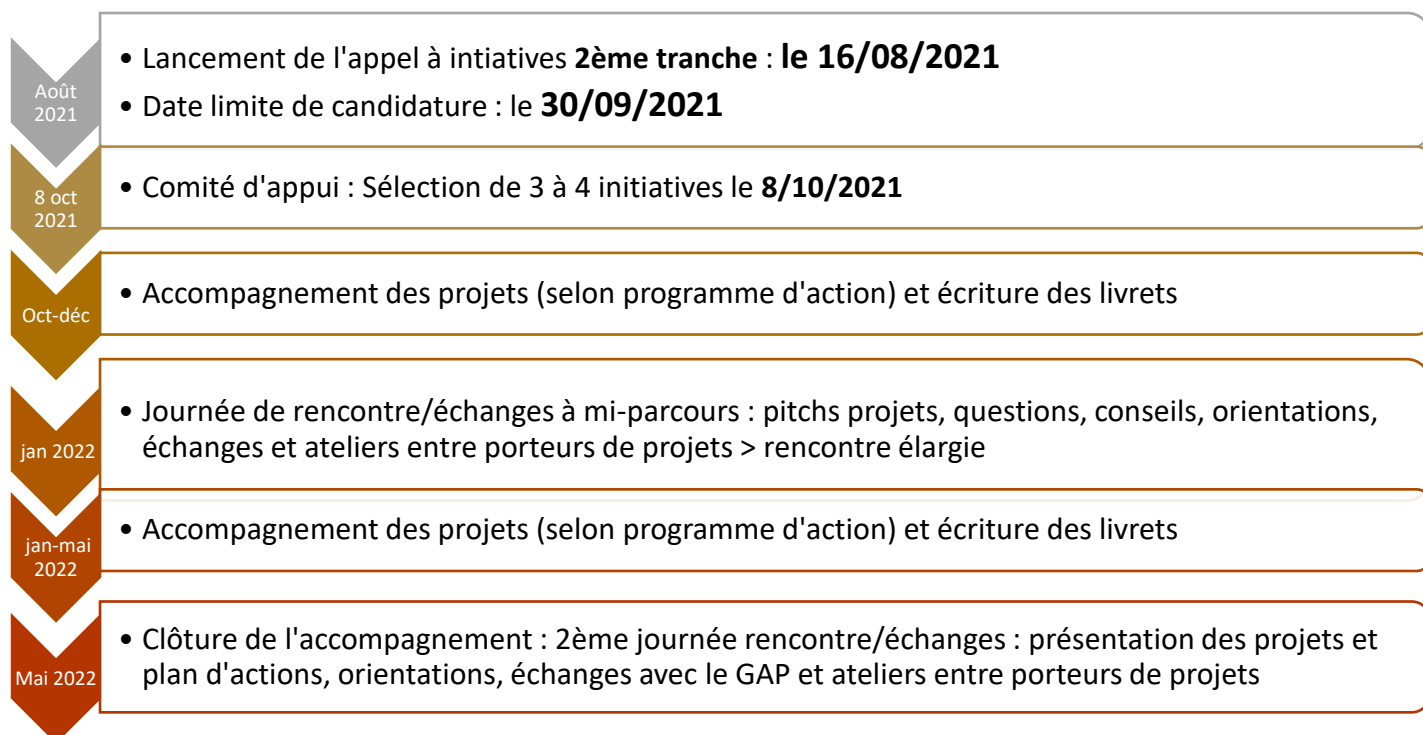 Août
2021
• Lancement de l'appel à intiatives 2ème tranche : le 16/08/2021
• Date limite de candidature : le 30/09/2021
8 oct
2021
• Comité d'appui : Sélection de 3 à 4 initiatives le 8/10/2021
Oct-déc
• Accompagnement des projets (selon programme d'action) et écriture des livrets
jan 2022
• Journée de rencontre/échanges à mi-parcours : pitchs projets, questions, conseils, orientations,
échanges et ateliers entre porteurs de projets > rencontre élargie
jan-mai
2022
• Accompagnement des projets (selon programme d'action) et écriture des livrets
Mai 2022
• Clôture de l'accompagnement : 2ème journée rencontre/échanges : présentation des projets et
plan d'actions, orientations, échanges avec le GAP et ateliers entre porteurs de projets